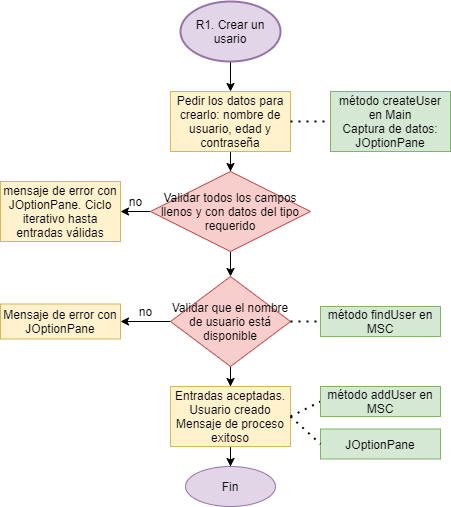 R1. Crear un
usario
Pedir los datos para
crearlo: nombre de
usuario, edad y
contraseña
método createUser
en Main
Captura de datos:
JOptionPane
mensaje de error con
JOptionPane. Ciclo
iterativo hasta
entradas válidas
no
Validar todos los campos
llenos y con datos del tipo
requerido
Mensaje de error con
JOptionPane
no
Validar que el nombre
de usuario está
disponible
método findUser en
MSC
Entradas aceptadas.
Usuario creado
Mensaje de proceso
exitoso
método addUser en
MSC
JOptionPane
Fin